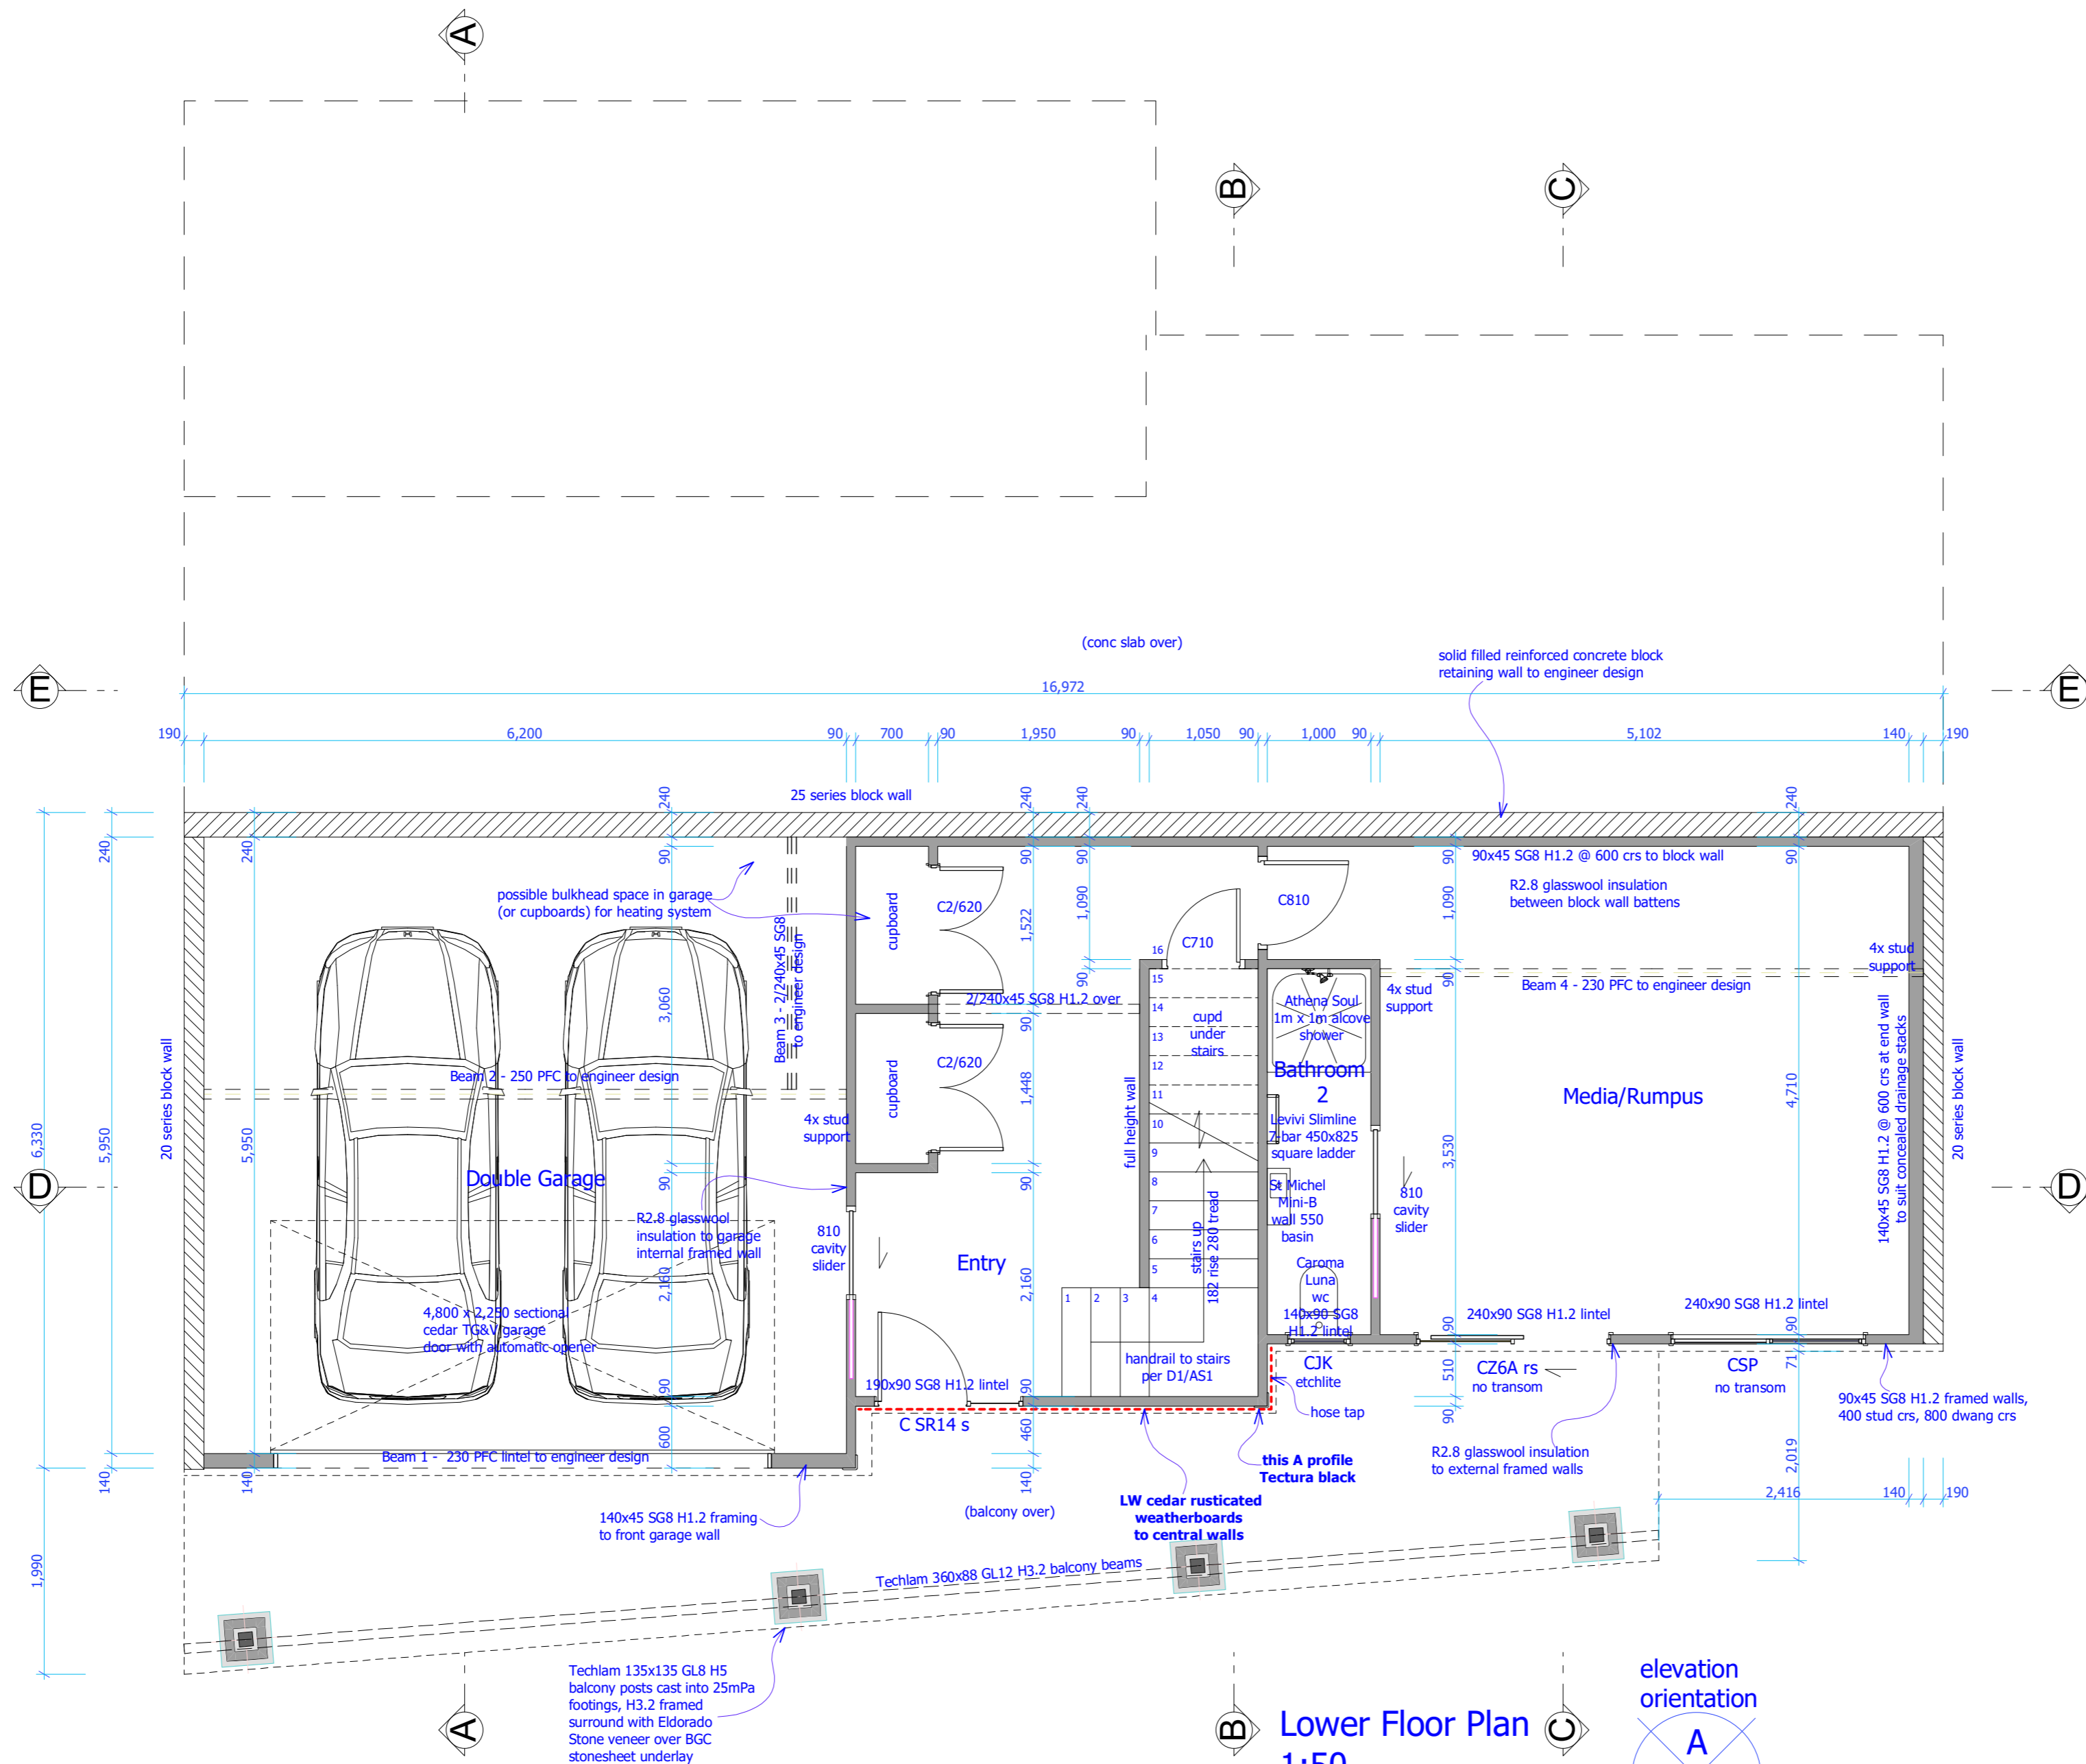 A
B
C
(conc slab over)
solid filled reinforced concrete block
retaining wall to engineer design
E
E
16,972
190
6,200
90
700
90
1,950
90
1,050
90
1,000
90
5,102
140
190
25 series block wall
240
240
240
240
240
240
90
90
90
90
90
90x45 SG8 H1.2 @ 600 crs to block wall
R2.8 glasswool insulation
between block wall battens
possible bulkhead space in garage
(or cupboards) for heating system
cupboard
C2/620
1,522
1,090
C810
C710
1,090
4x stud
support
Beam 3 - 2/240x45 SG8
to engineer design
3,060
2/240x45 SG8 H1.2 over
90
90
90
90
90
Beam 4 - 230 PFC to engineer design
4x stud
support
16
15
14
13
12
11
10
9
8
7
6
5
1
2
3
4
cupd
under
stairs
Athena Soul
1m x 1m alcove
shower
Bathroom
2
Levivi Slimline
7 bar 450x825
square ladder
St Michel
Mini-B
wall 550
basin
Caroma
Luna
wc
140x90 SG8
H1.2 lintel
Media/Rumpus
4,710
3,530
20 series block wall
20 series block wall
140x45 SG8 H1.2 @ 600 crs at end wall
to suit concealed drainage stacks
6,330
5,950
5,950
Beam 2 - 250 PFC to engineer design
cupboard
C2/620
1,448
full height wall
4x stud
support
D
D
Double Garage
90
90
R2.8 glasswool
insulation to garage
internal framed wall
810
cavity
slider
810
cavity
slider
Entry
stairs up
182 rise 280 tread
2,160
2,160
4,800 x 2,250 sectional
cedar TG&V garage
door with automatic opener
240x90 SG8 H1.2 lintel
240x90 SG8 H1.2 lintel
90
90
handrail to stairs
per D1/AS1
CJK
etchlite
CZ6A rs
no transom
CSP
no transom
510
71
190x90 SG8 H1.2 lintel
90
90
90
hose tap
C SR14 s
600
460
90x45 SG8 H1.2 framed walls,
400 stud crs, 800 dwang crs
Beam 1 - 230 PFC lintel to engineer design
this A profile
Tectura black
R2.8 glasswool insulation
to external framed walls
2,019
140
140
140
140
2,416
140
190
LW cedar rusticated
weatherboards
to central walls
(balcony over)
140x45 SG8 H1.2 framing
to front garage wall
1,990
Techlam 360x88 GL12 H3.2 balcony beams
Techlam 135x135 GL8 H5
balcony posts cast into 25mPa
footings, H3.2 framed
surround with Eldorado
Stone veneer over BGC
stonesheet underlay
A
B
C
Lower Floor Plan
1:50
elevation
orientation
A